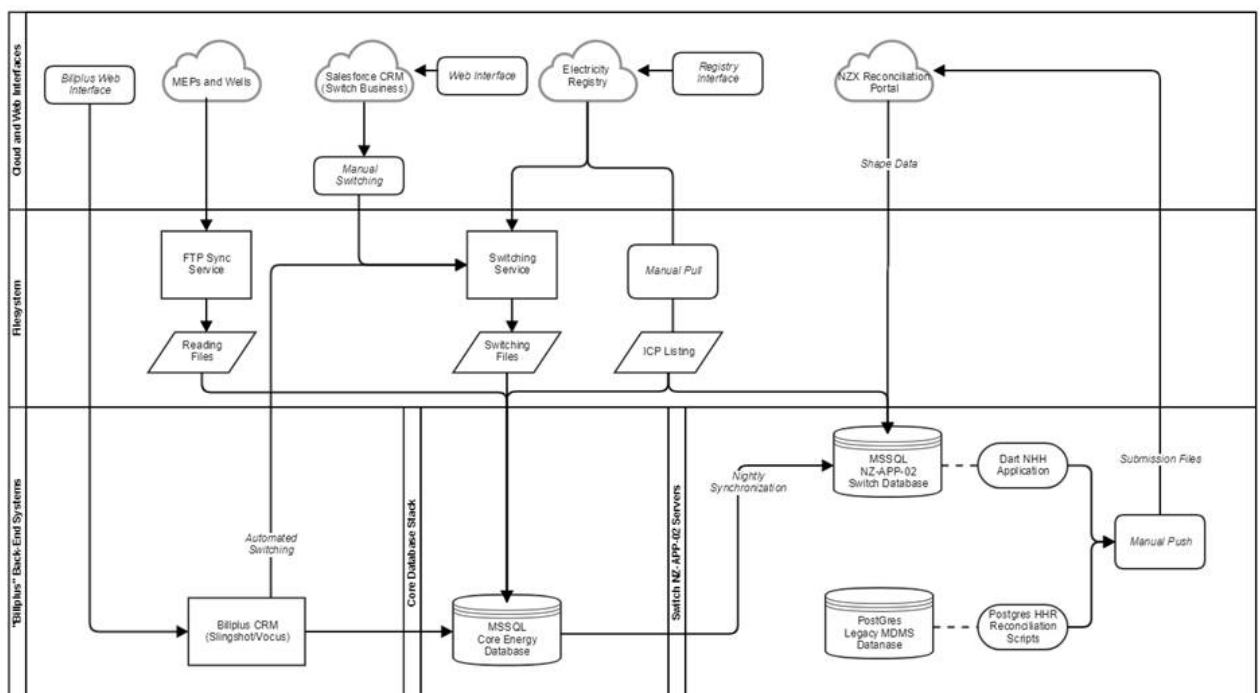 Cloud and Web Interfaces
Billplus Web
Interface
MEPs and Wells
Salesforce CRM
(Switch Business)
Web Interface
Electricity
Registry
Registry
Interface
NZX Reconciliation
Portal
Manual
Switching
Shape Data
Filesystem
FTP Sync
Service
Switching
Service
Manual Pull
Reading
Files
Switching
Files
ICP Listing
"Billplus" Back-End Systems
Automated
Switching
Billplus CRM
(Slingshot/Vocus)
Core Database Stack
MSSQL
Core Energy
Database
Switch NZ-APP-02 Servers
Nightly
Synchronization
MSSQL
NZ-APP-02
Switch Database
Dart NHH
Application
Submission Files
Manual Push
PostGres
Legacy MDMS
Datanase
Postgres HHR
Reconciliation
Scripts